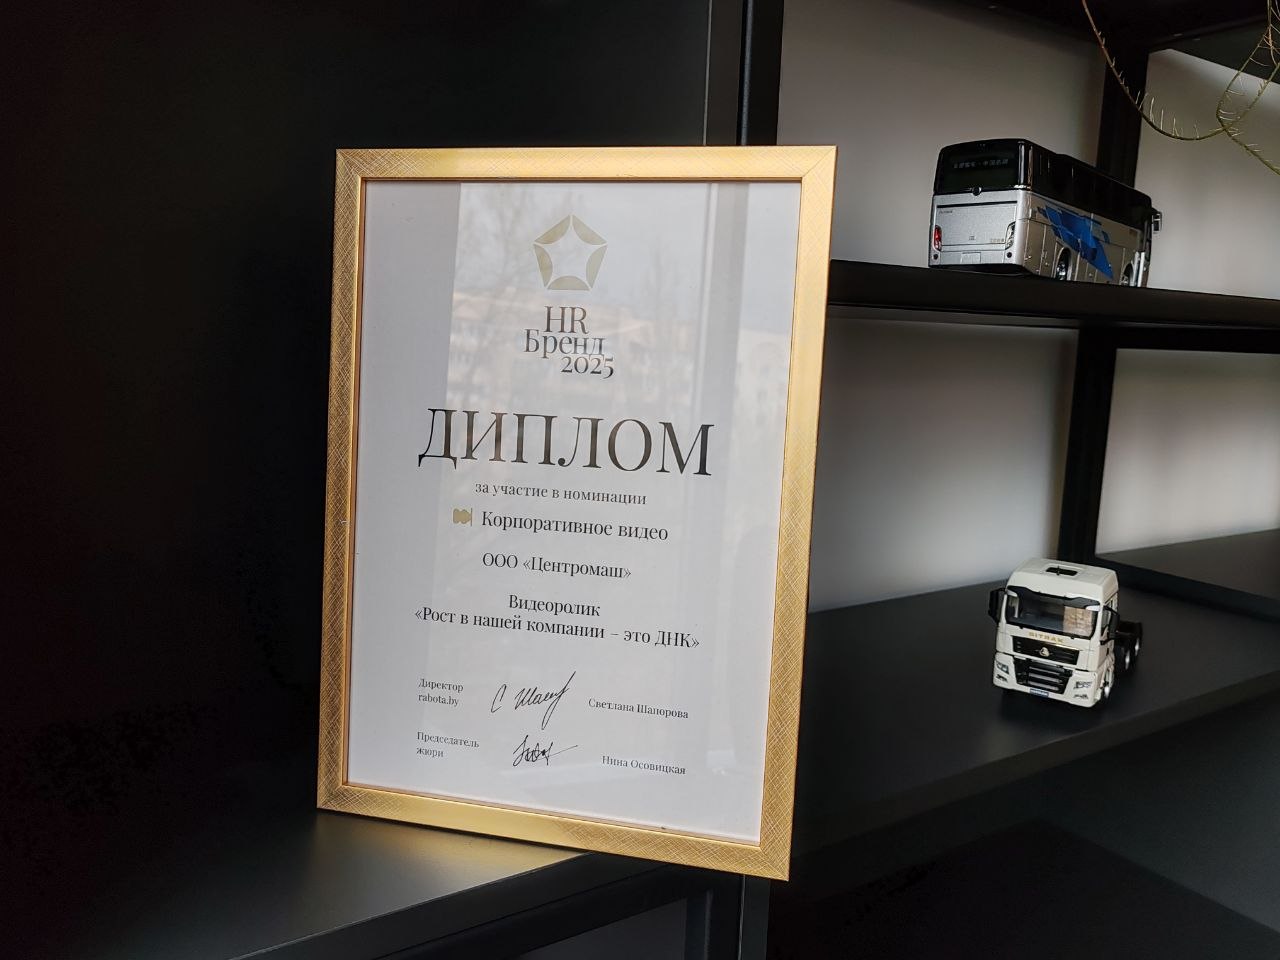 HR
Бренд
2025
ДИПЛОМ
за участие в номинации
Корпоративное видео
ООО «Центромаш»
Видеоролик
«Рост в нашей компании – это ДНК»
Директор
rabota.by
Светлана Шапорова
Председатель
жюри
Нина Осовицкая
SITRAK